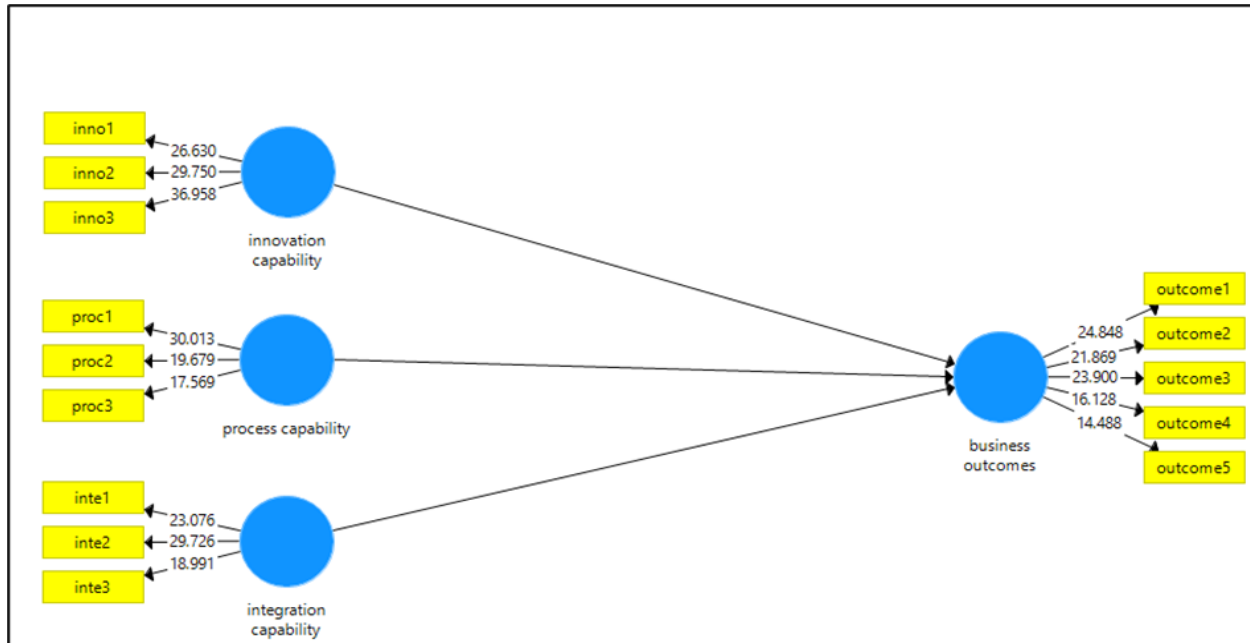 inno1
26.630
inno2
29.750
inno3
36.958
innovation
capability
proc1
30.013
proc2
19.679
proc3
17.569
process capability
inte1
23.076
inte2
29.726
inte3
18.991
integration
capability
outcome1
24.848
outcome2
21.869
outcome3
23.900
outcome4
16.128
outcome5
14.488
business
outcomes